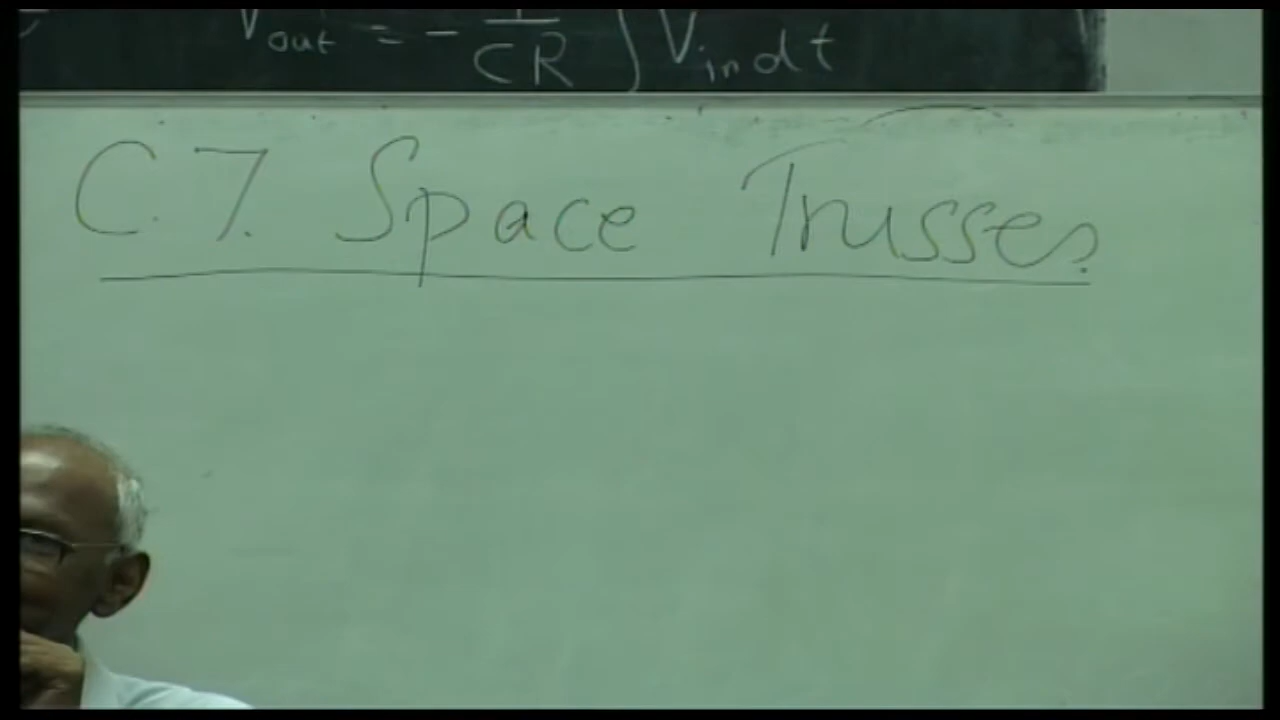 Vout = - 1/CR ∫ Vin dt
C.7. Space Trusses